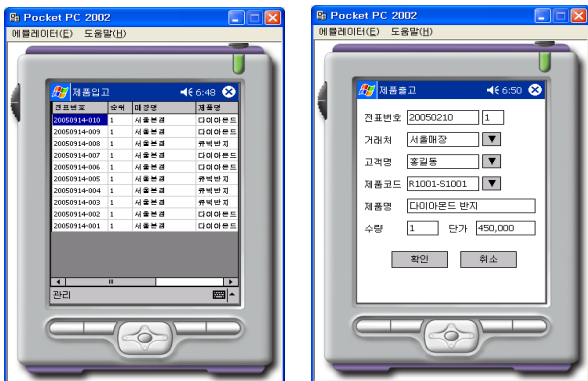 Pocket PC 2002
에뮬레이터(E) 도움말(H)
제품입고 6:48
전표번호 순위 매장명 제품명
20050914-010 1 서울본점 다이아몬드
20050914-009 1 서울본점 다이아몬드
20050914-008 1 서울본점 큐빅반지
20050914-007 1 서울본점 다이아몬드
20050914-006 1 서울본점 다이아몬드
20050914-005 1 서울본점 큐빅반지
20050914-004 1 서울본점 큐빅반지
20050914-003 1 서울본점 큐빅반지
20050914-002 1 서울본점 다이아몬드
20050914-001 1 서울본점 다이아몬드
관리
Pocket PC 2002
에뮬레이터(E) 도움말(H)
제품출고 6:50
전표번호 20050210 1
거래처 서울매장
고객명 홍길동
제품코드 R1001-S1001
제품명 다이아몬드 반지
수량 1 단가 450,000
확인 취소